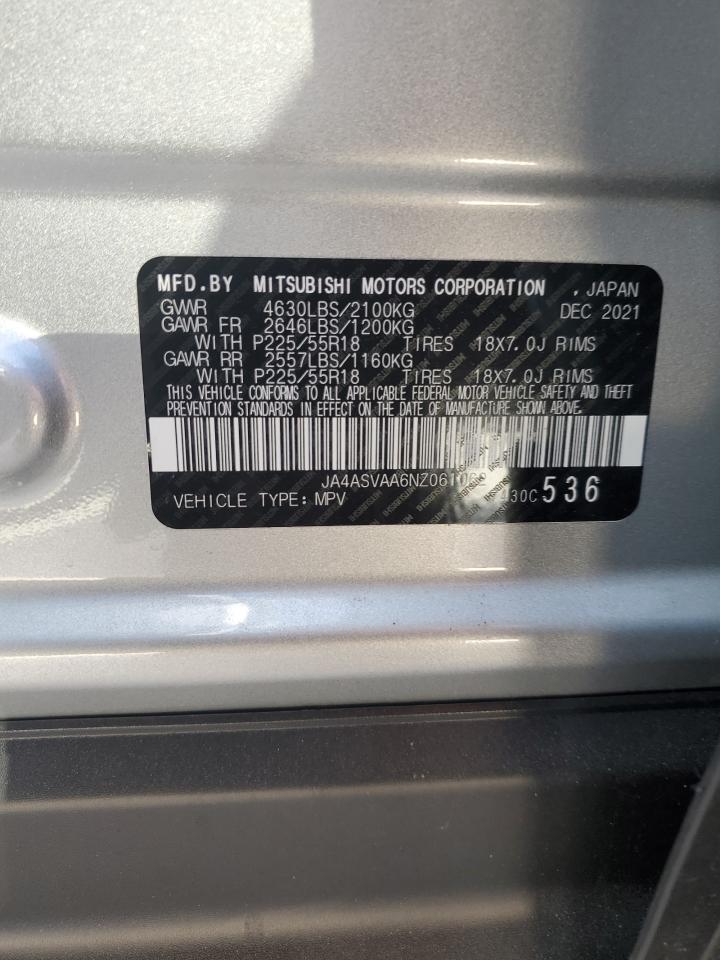 MFD.BY MITSUBISHI MOTORS CORPORATION , JAPAN
GVWR 4630LBS/2100KG DEC 2021
GAWR FR 2646LBS/1200KG
WITH P225/55R18 TIRES 18X7.0J RIMS
GAWR RR 2557LBS/1160KG
WITH P225/55R18 TIRES 18X7.0J RIMS
THIS VEHICLE CONFORMS TO ALL APPLICABLE FEDERAL MOTOR VEHICLE SAFETY AND THEFT
PREVENTION STANDARDS IN EFFECT ON THE DATE OF MANUFACTURE SHOWN ABOVE.
VEHICLE TYPE: MPV 536